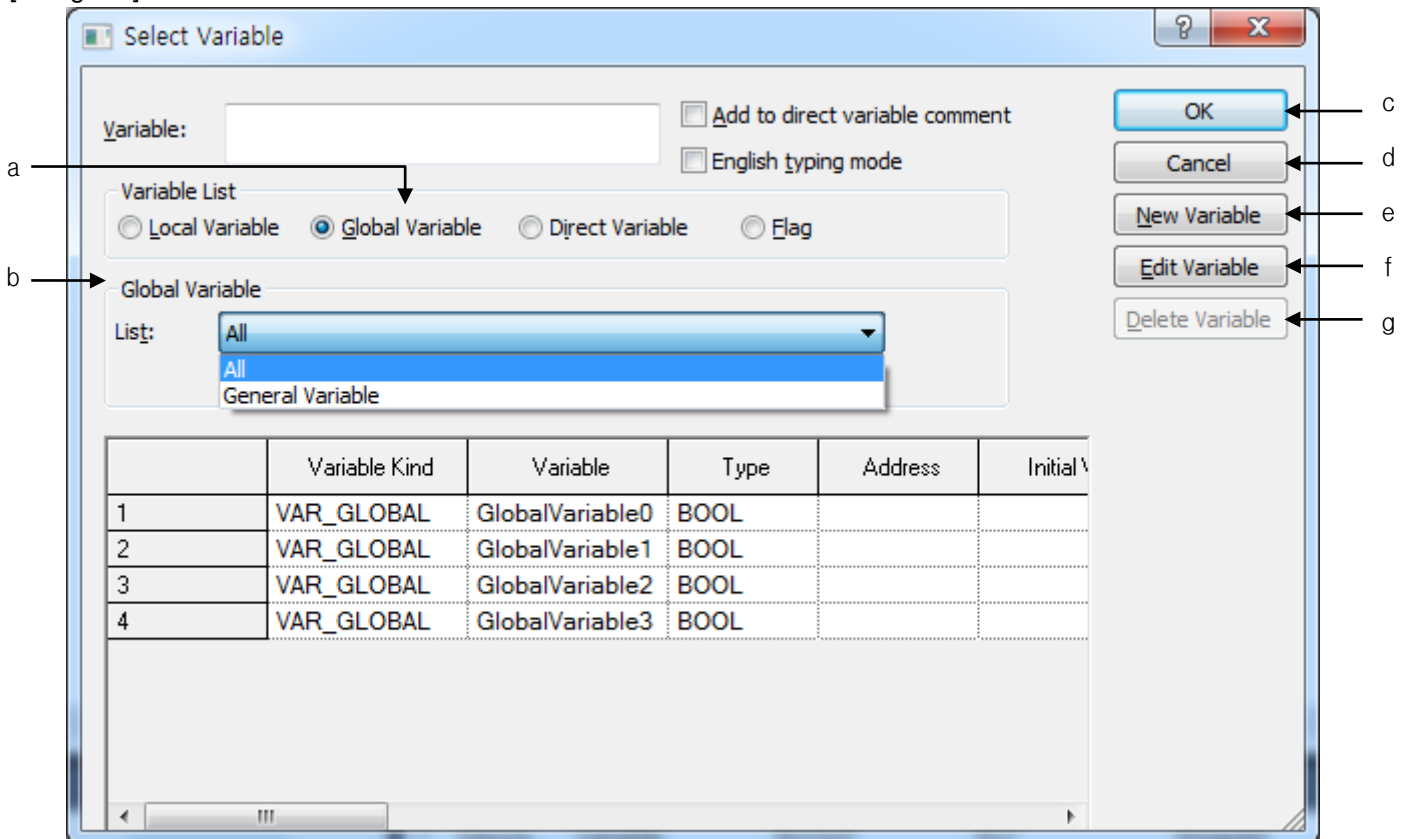 Select Variable
Variable:
Add to direct variable comment
English typing mode
OK
c
Cancel
d
a
Variable List
Local Variable Global Variable Direct Variable Flag
New Variable
e
b
Global Variable
Edit Variable
f
List:
All
Delete Variable
g
All
General Variable
Variable Kind Variable Type Address Initial
1 VAR_GLOBAL GlobalVariable0 BOOL
2 VAR_GLOBAL GlobalVariable1 BOOL
3 VAR_GLOBAL GlobalVariable2 BOOL
4 VAR_GLOBAL GlobalVariable3 BOOL